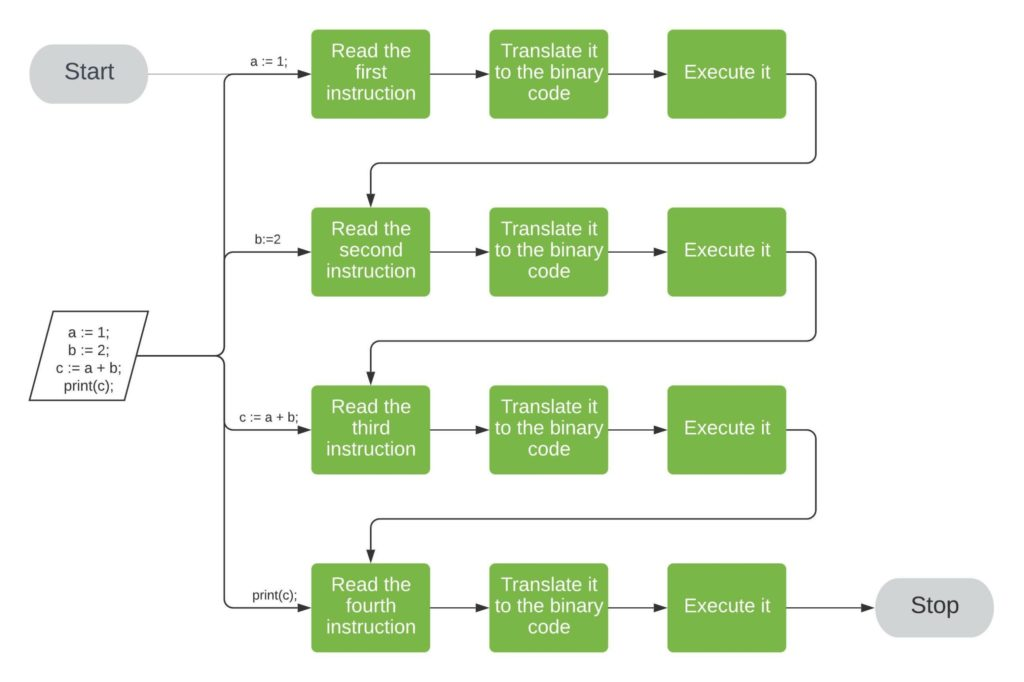 Start
a := 1;
Read the
first
instruction
Translate it
to the binary
code
Execute it
b:=2
Read the
second
instruction
Translate it
to the binary
code
Execute it
a := 1;
b := 2;
c := a + b;
print(c);
c := a + b;
Read the
third
instruction
Translate it
to the binary
code
Execute it
print(c);
Read the
fourth
instruction
Translate it
to the binary
code
Execute it
Stop